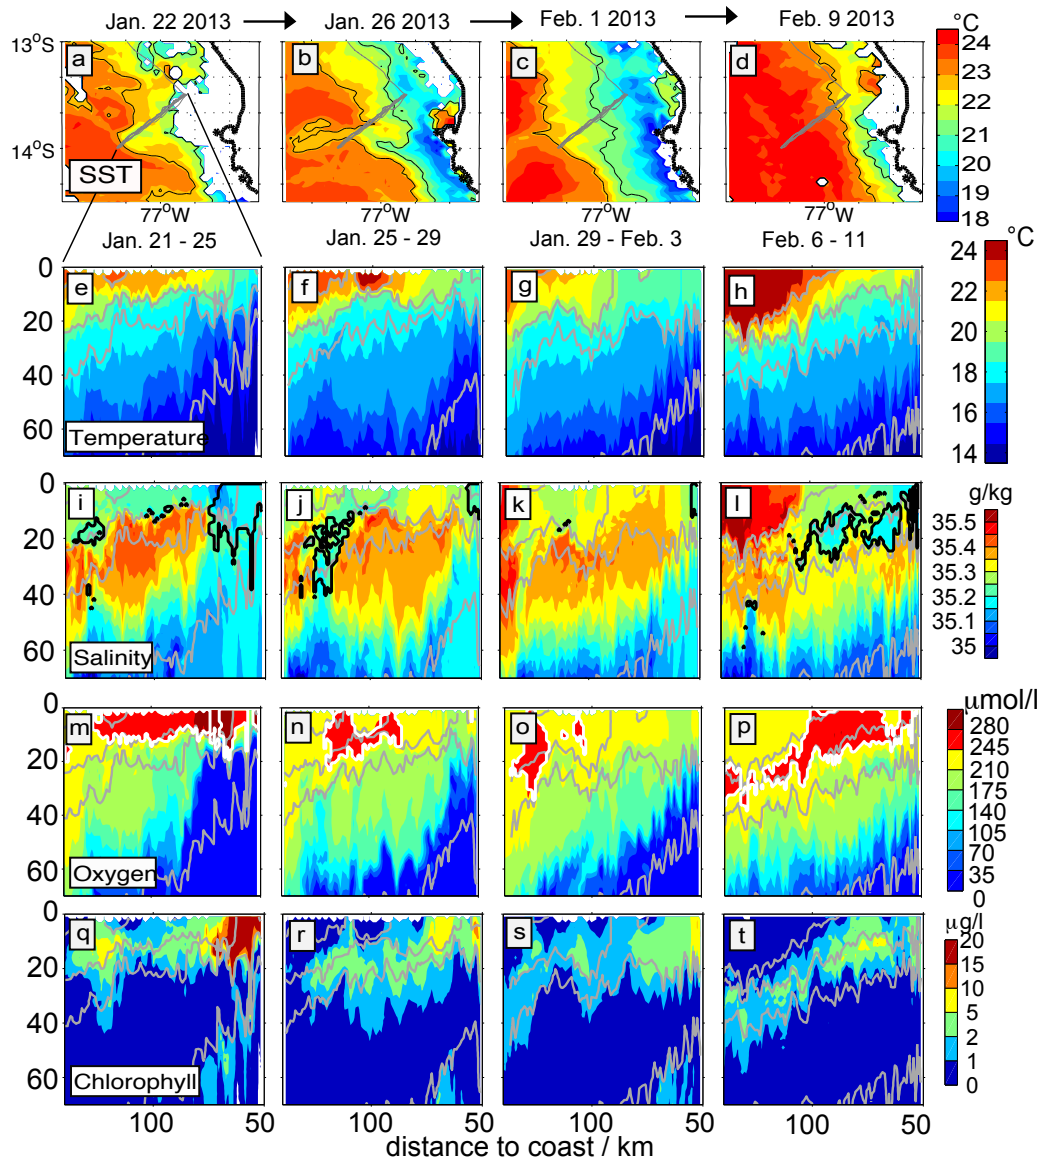 Jan. 22 2013 Jan. 26 2013 Feb. 1 2013 Feb. 9 2013 °C
13°S
a b c d
24
23
22
21
20
19
18
14°S
SST
77°W 77°W 77°W 77°W
Jan. 21 - 25 Jan. 25 - 29 Jan. 29 - Feb. 3 Feb. 6 - 11 °C
0
20
40
60
e f g h
24
22
20
18
16
14
Temperature
0
20
40
60
i j k l
g/kg
35.5
35.4
35.3
35.2
35.1
35
Salinity
0
20
40
60
m n o p
μmol/l
280
245
210
175
140
105
70
35
0
Oxygen
0
20
40
60
q r s t
μg/l
20
15
10
5
2
1
0
Chlorophyll
100 50 100 50 100 50 100 50
distance to coast / km